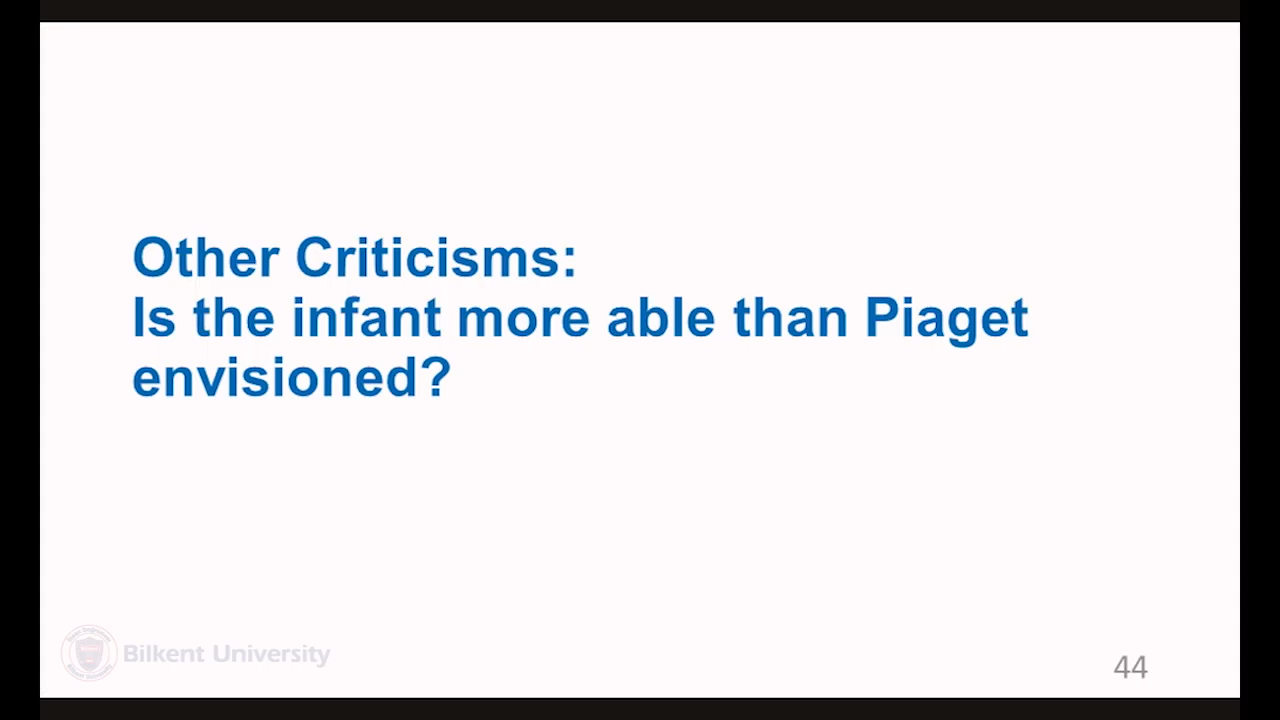 Other Criticisms:
Is the infant more able than Piaget
envisioned?
Bilkent University
44